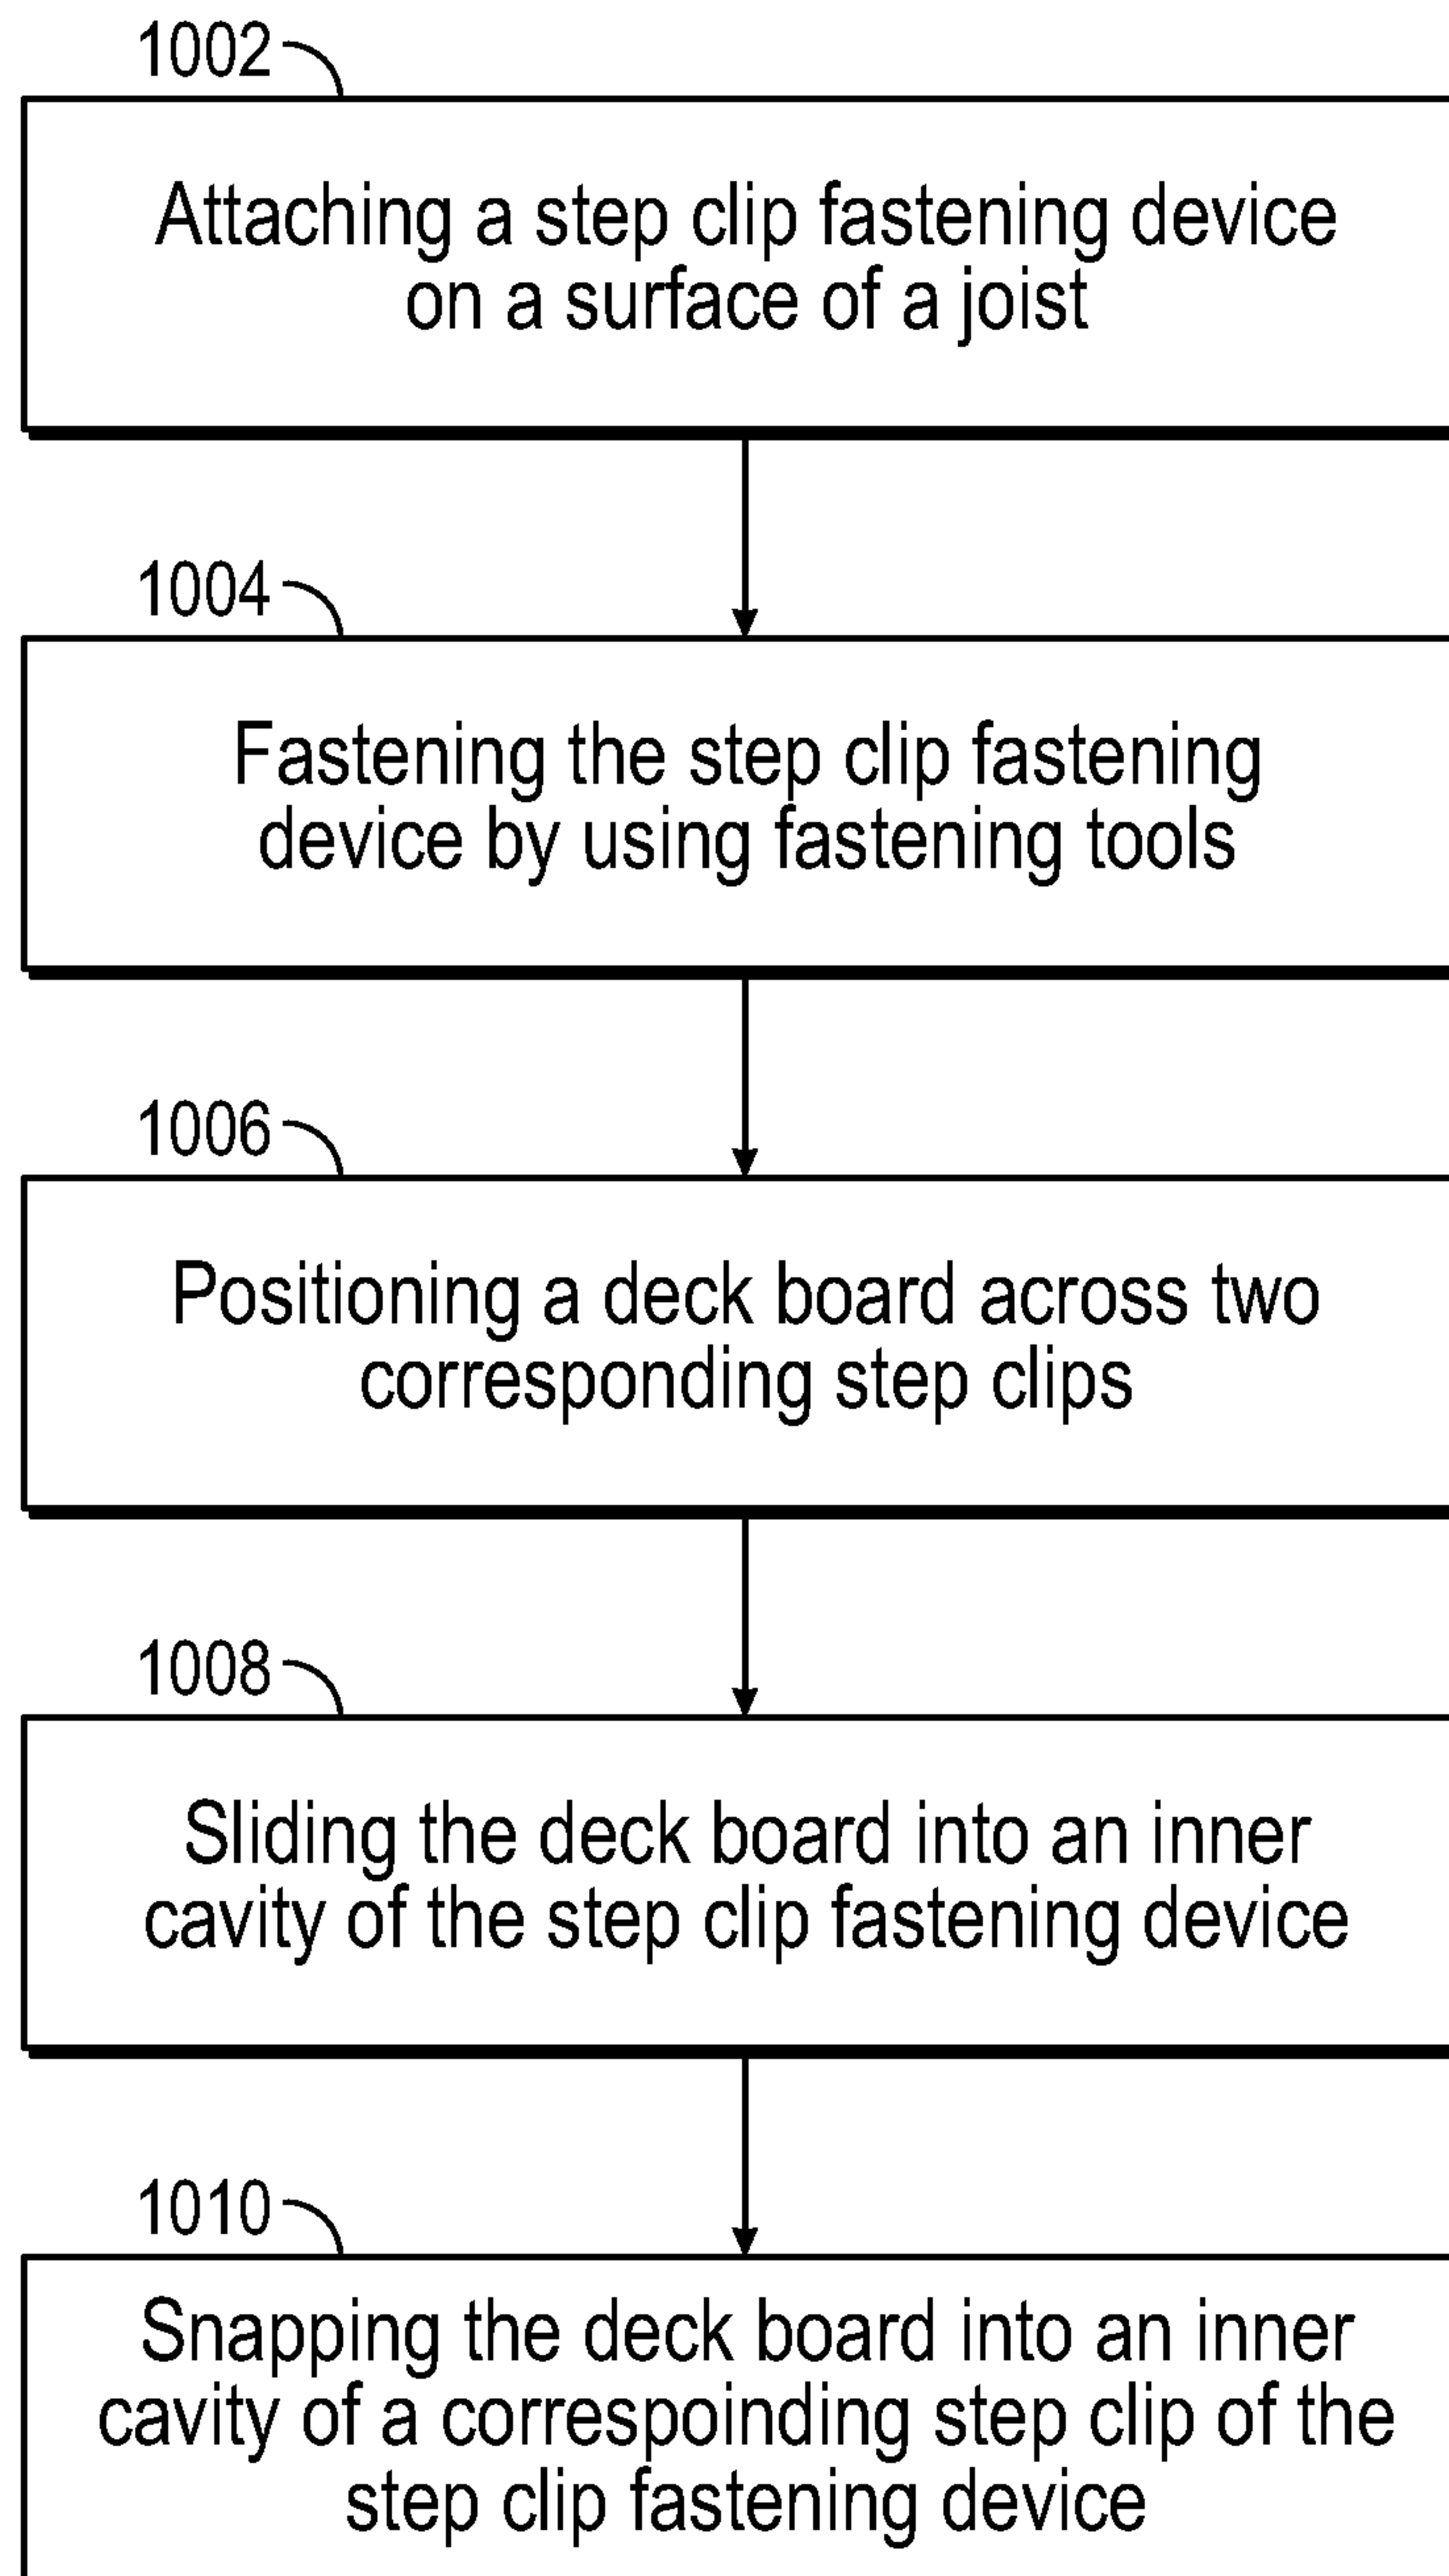 1002
Attaching a step clip fastening device
on a surface of a joist
1004
Fastening the step clip fastening
device by using fastening tools
1006
Positioning a deck board across two
corresponding step clips
1008
Sliding the deck board into an inner
cavity of the step clip fastening device
1010
Snapping the deck board into an inner
cavity of a correspoinding step clip of the
step clip fastening device